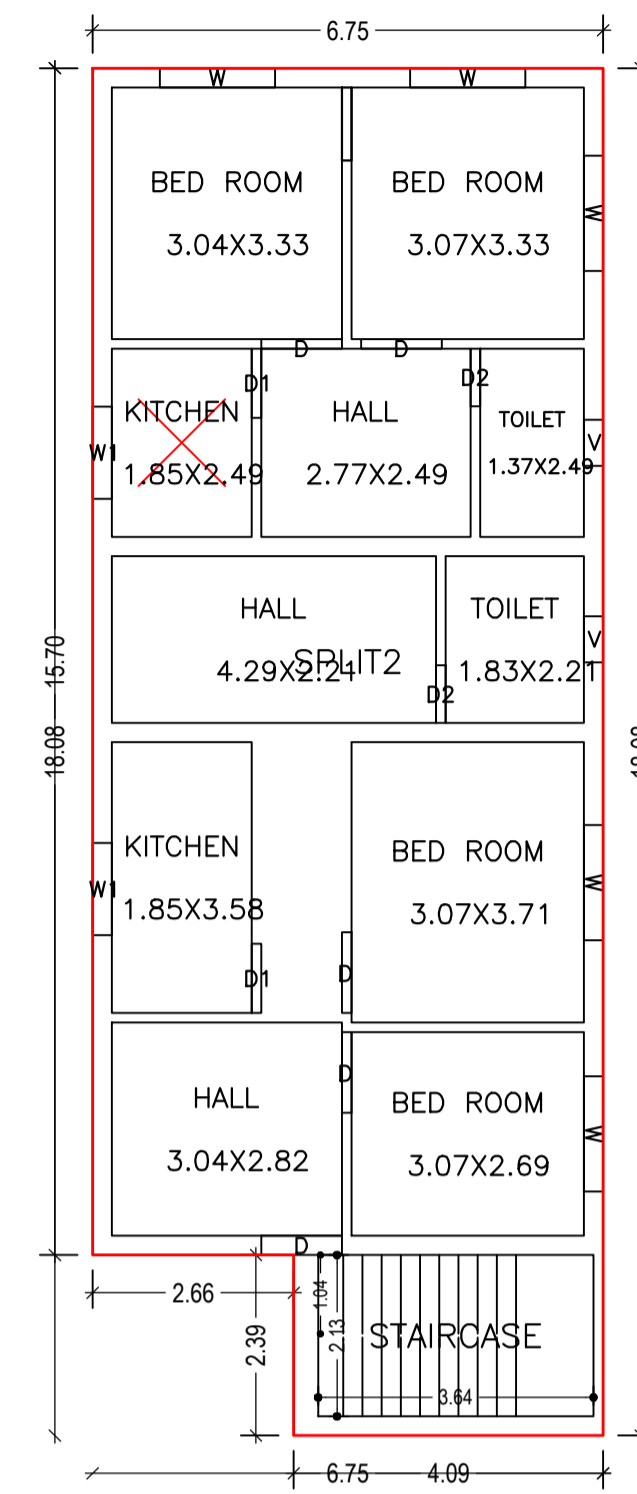 6.75
W W
BED ROOM BED ROOM
3.04X3.33 3.07X3.33
W
D D
D1 D2
KITCHEN HALL TOILET
1.85X2.49 2.77X2.49 1.37X2.49
W1 V
HALL TOILET
4.29X2.21 SPLIT2 1.83X2.21
V
D2
15.70
18.08 18.08
KITCHEN BED ROOM
1.85X3.58 3.07X3.71
W1 W
D1 D
D
HALL BED ROOM
3.04X2.82 3.07X2.69
W
D
2.66
1.04
2.39 2.13 STAIRCASE
3.64
6.75 4.09